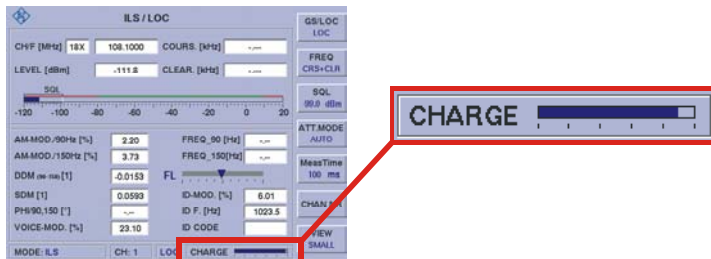 ILS / LOC
GS/LOC
LOC
CH/F [MHz] 18X 108.1000 COURS. [kHz] -.---
FREQ
CRS+CLR
LEVEL [dBm] -111.8 CLEAR. [kHz] -.---
SQL
SQL
99.0 dBm
-120 -100 -80 -60 -40 -20 0 20
ATT.MODE
AUTO
AM-MOD./90Hz [%] 2.20 FREQ_90 [Hz] -.--
AM-MOD./150Hz [%] 3.73 FREQ_150[Hz] -.--
MeasTime
100 ms
DDM (90-150) [1] -0.0153 FL
SDM [1] 0.0593 ID-MOD. [%] 6.01
PHI/90,150 [°] -.-- ID F. [Hz] 1023.5
VOICE-MOD. [%] 23.10 ID CODE
VIEW
SMALL
MODE: ILS CH: 1 LOC CHARGE
CHARGE